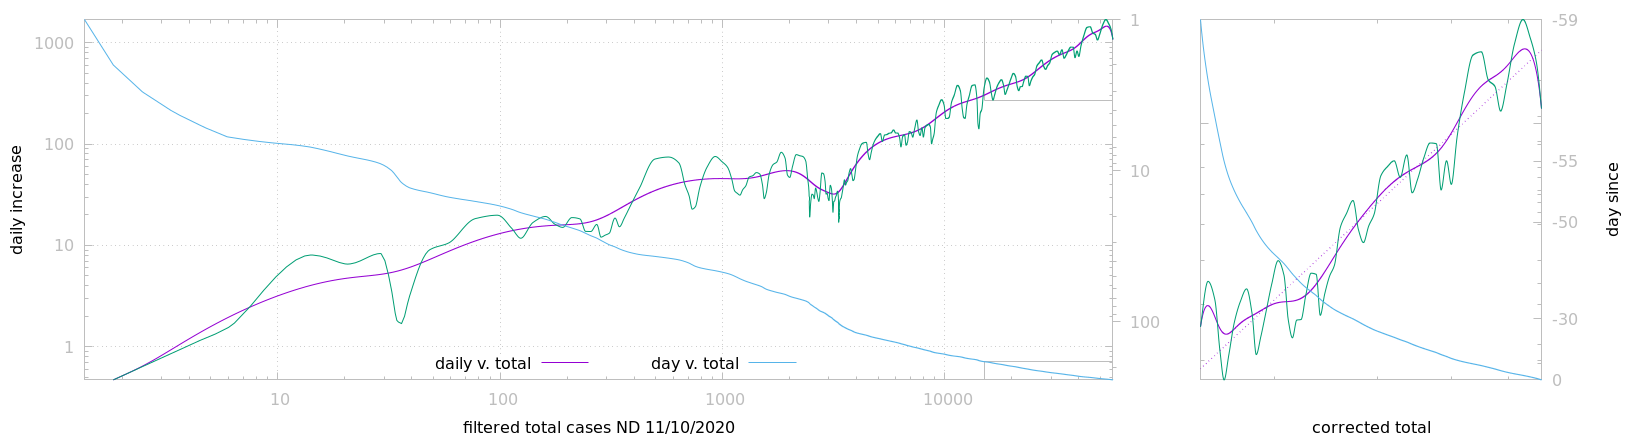 daily increase
1000
100
10
1
10
100
1000
10000
filtered total cases ND 11/10/2020
daily v. total
day v. total
1
10
100
corrected total
-59
-55
-50
-30
0
day since